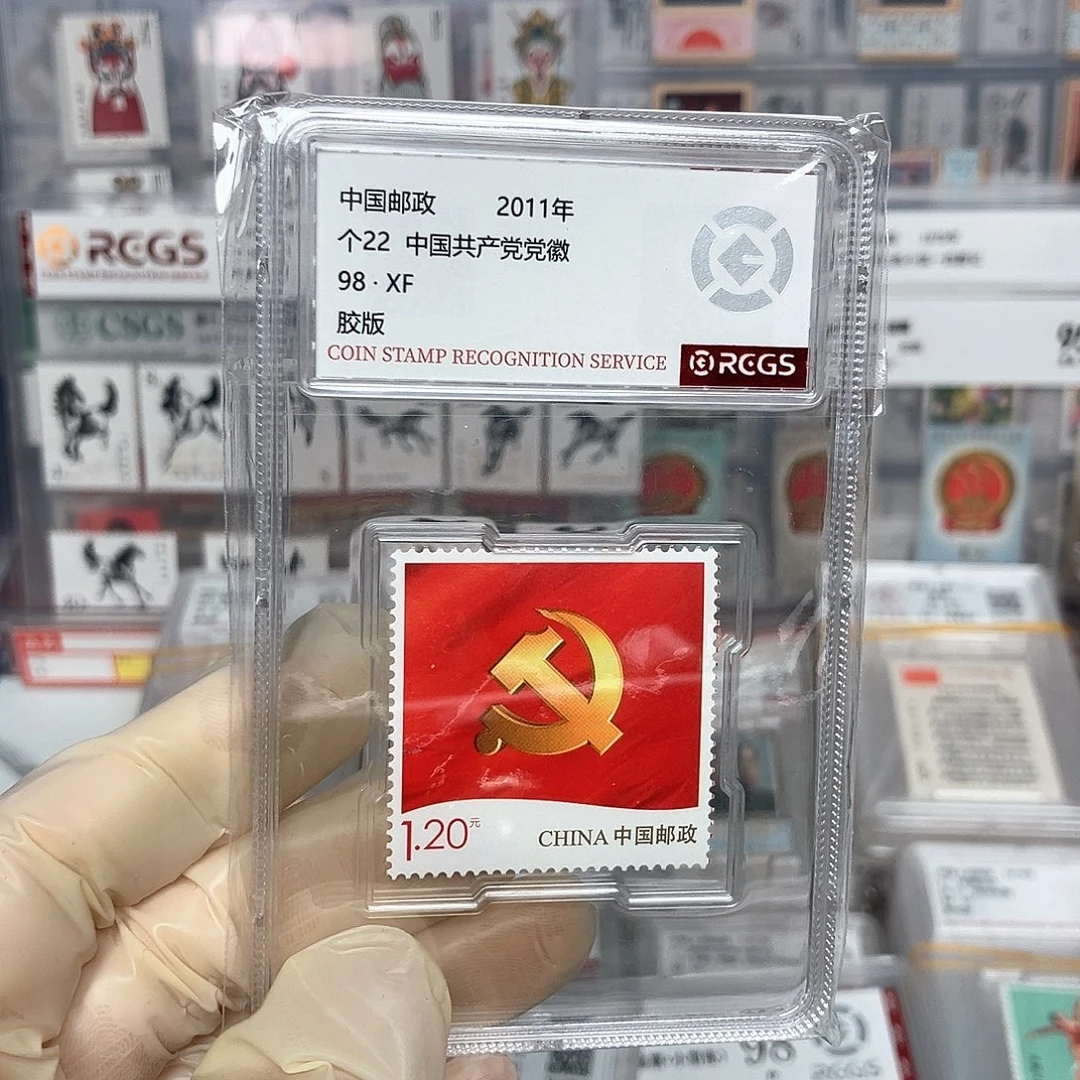 中国邮政 2011年
个22 中国共产党党徽
98·XF
胶版
COIN STAMP RECOGNITION SERVICE RCGS
RCGS
CSGS
1.20元 CHINA 中国邮政
98
RCGS